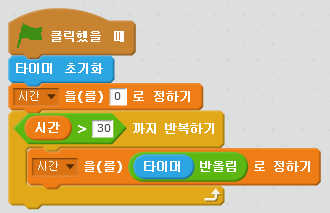 클릭했을 때
타이머 초기화
시간 을(를) 0 로 정하기
시간 > 30 까지 반복하기
시간 을(를) 타이머 반올림 로 정하기